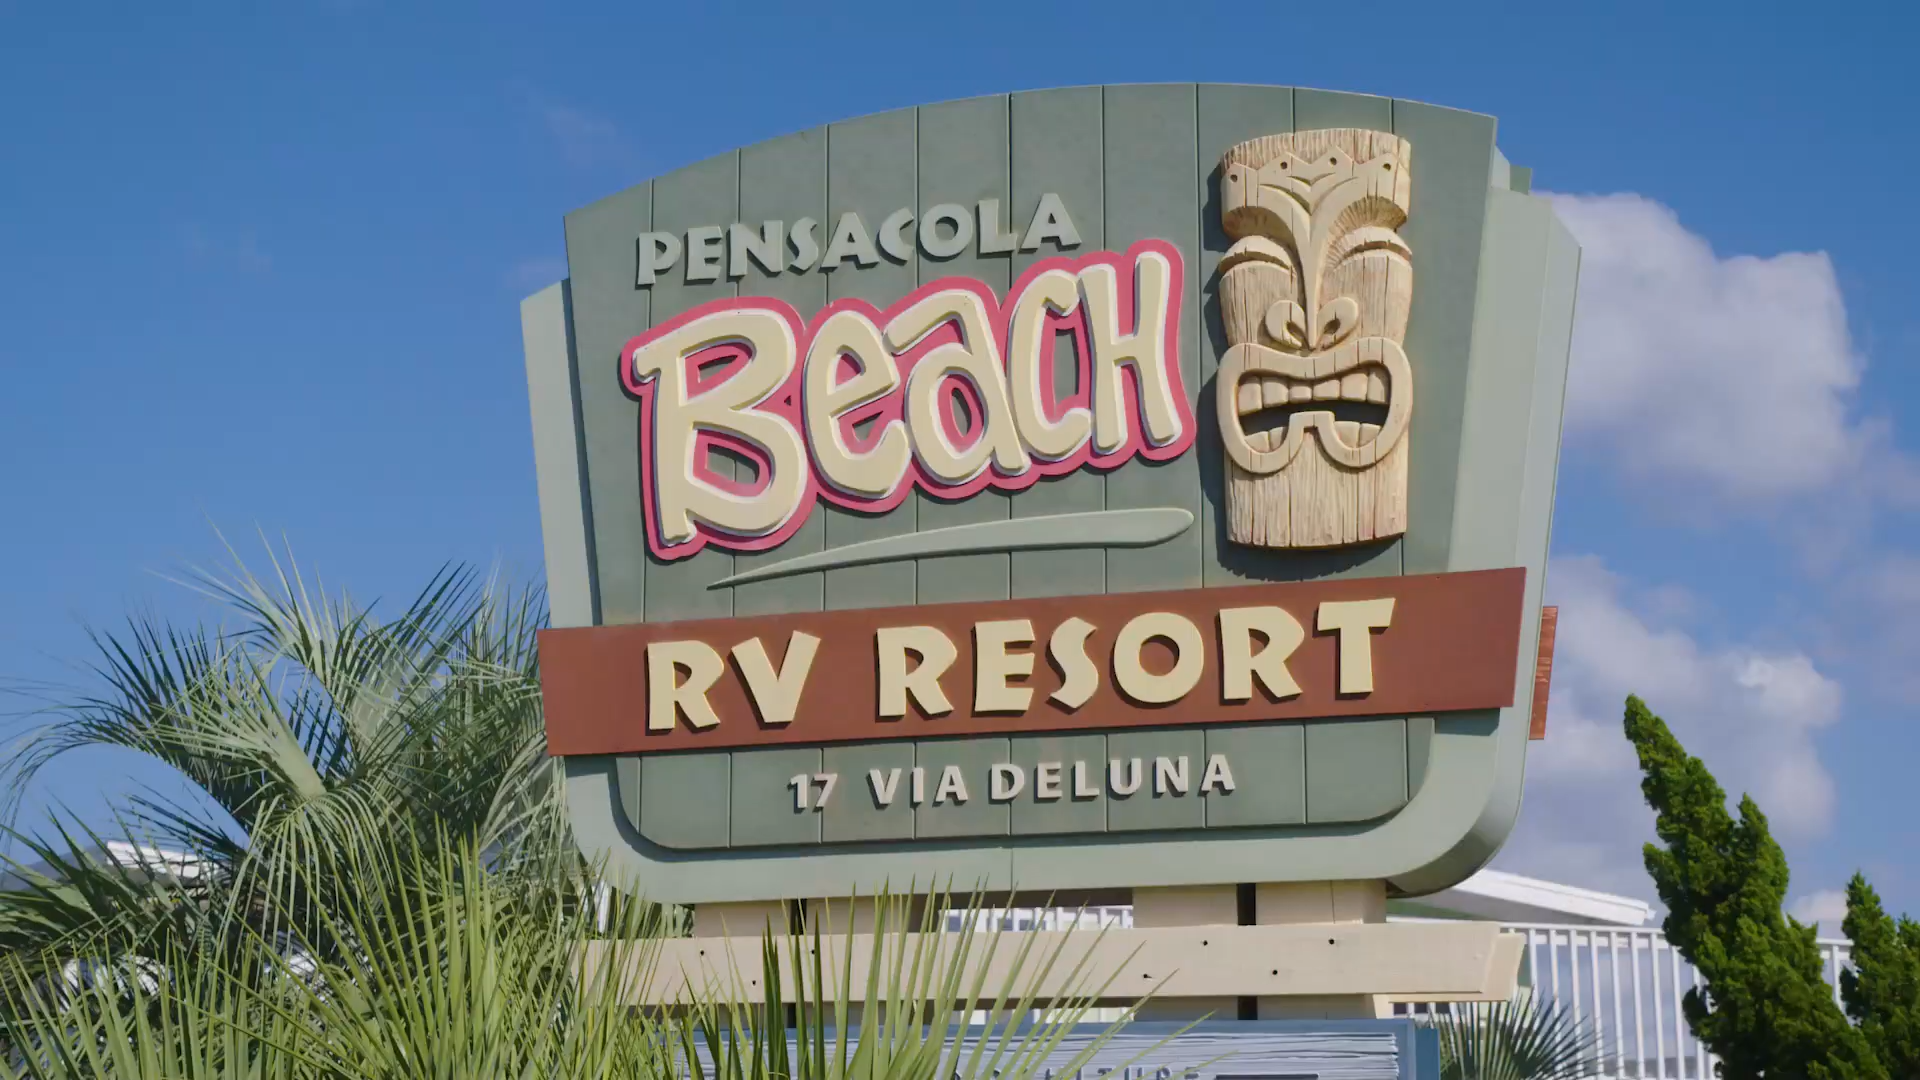 PENSACOLA
Beach
RV RESORT
17 VIA DELUNA